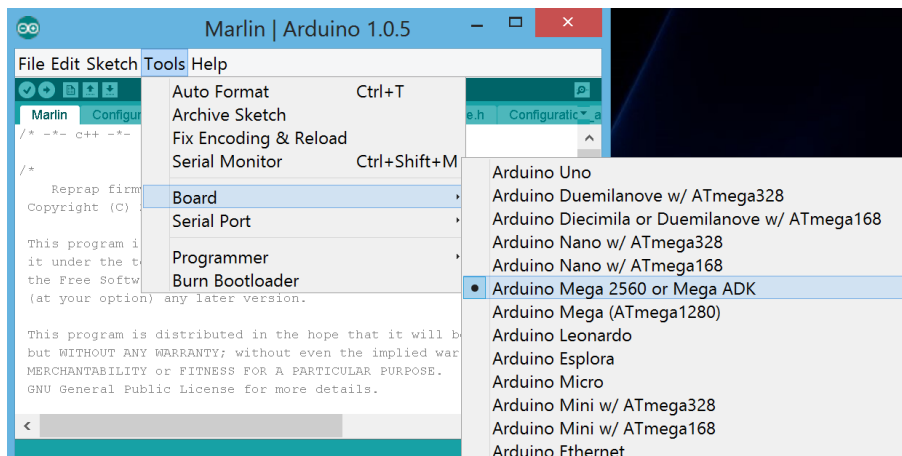 Marlin | Arduino 1.0.5
File Edit Sketch Tools Help
Auto Format Ctrl+T
Archive Sketch
Fix Encoding & Reload
Serial Monitor Ctrl+Shift+M
Board
Serial Port
Programmer
Burn Bootloader
Arduino Uno
Arduino Duemilanove w/ ATmega328
Arduino Diecimila or Duemilanove w/ ATmega168
Arduino Nano w/ ATmega328
Arduino Nano w/ ATmega168
Arduino Mega 2560 or Mega ADK
Arduino Mega (ATmega1280)
Arduino Leonardo
Arduino Esplora
Arduino Micro
Arduino Mini w/ ATmega328
Arduino Mini w/ ATmega168
Arduino Ethernet
Marlin Configur e.h Configuratio _a
/* -*- c++ -*-
/*
Reprap firm
Copyright (C)
This program i
it under the t
the Free Softw
(at your option) any later version.
This program is distributed in the hope that it will b
but WITHOUT ANY WARRANTY; without even the implied war
MERCHANTABILITY or FITNESS FOR A PARTICULAR PURPOSE.
GNU General Public License for more details.